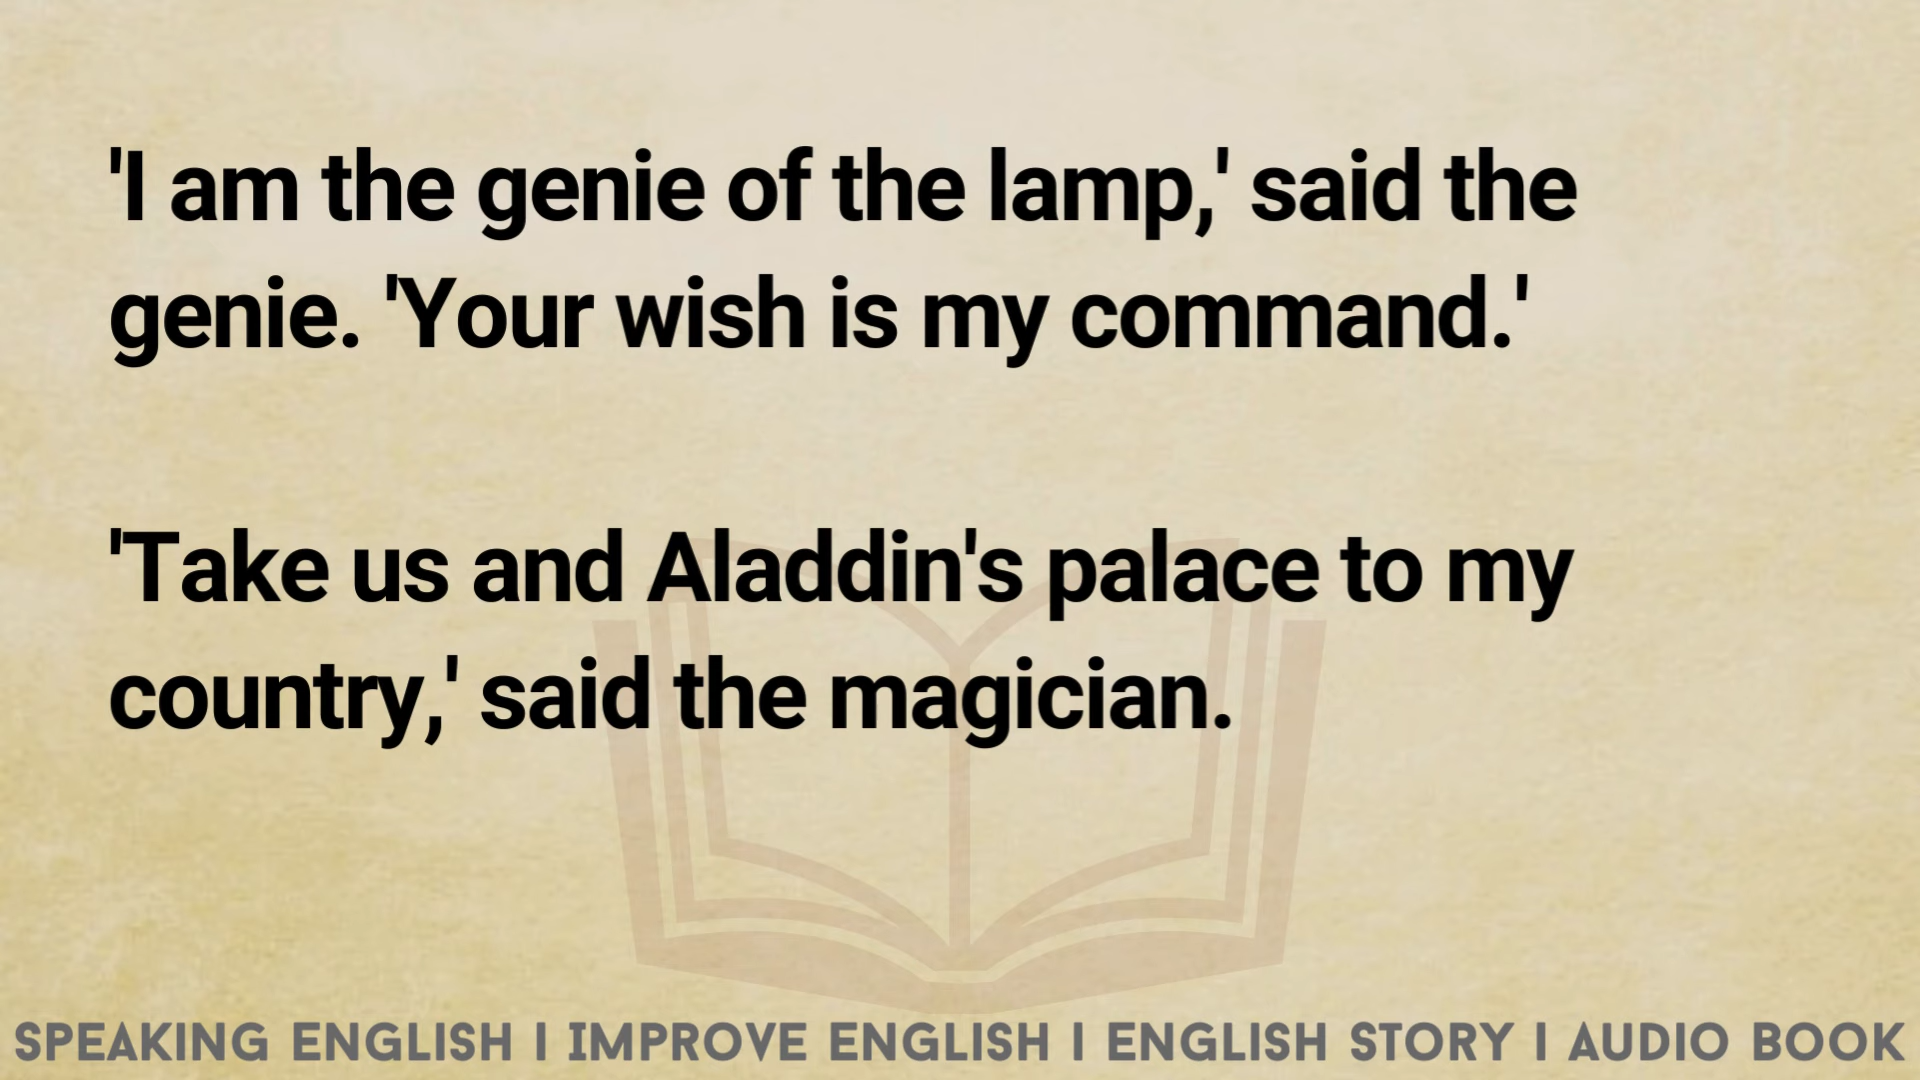 'I am the genie of the lamp,' said the
genie. 'Your wish is my command.'
'Take us and Aladdin's palace to my
country,' said the magician.
SPEAKING ENGLISH I IMPROVE ENGLISH I ENGLISH STORY I AUDIO BOOK